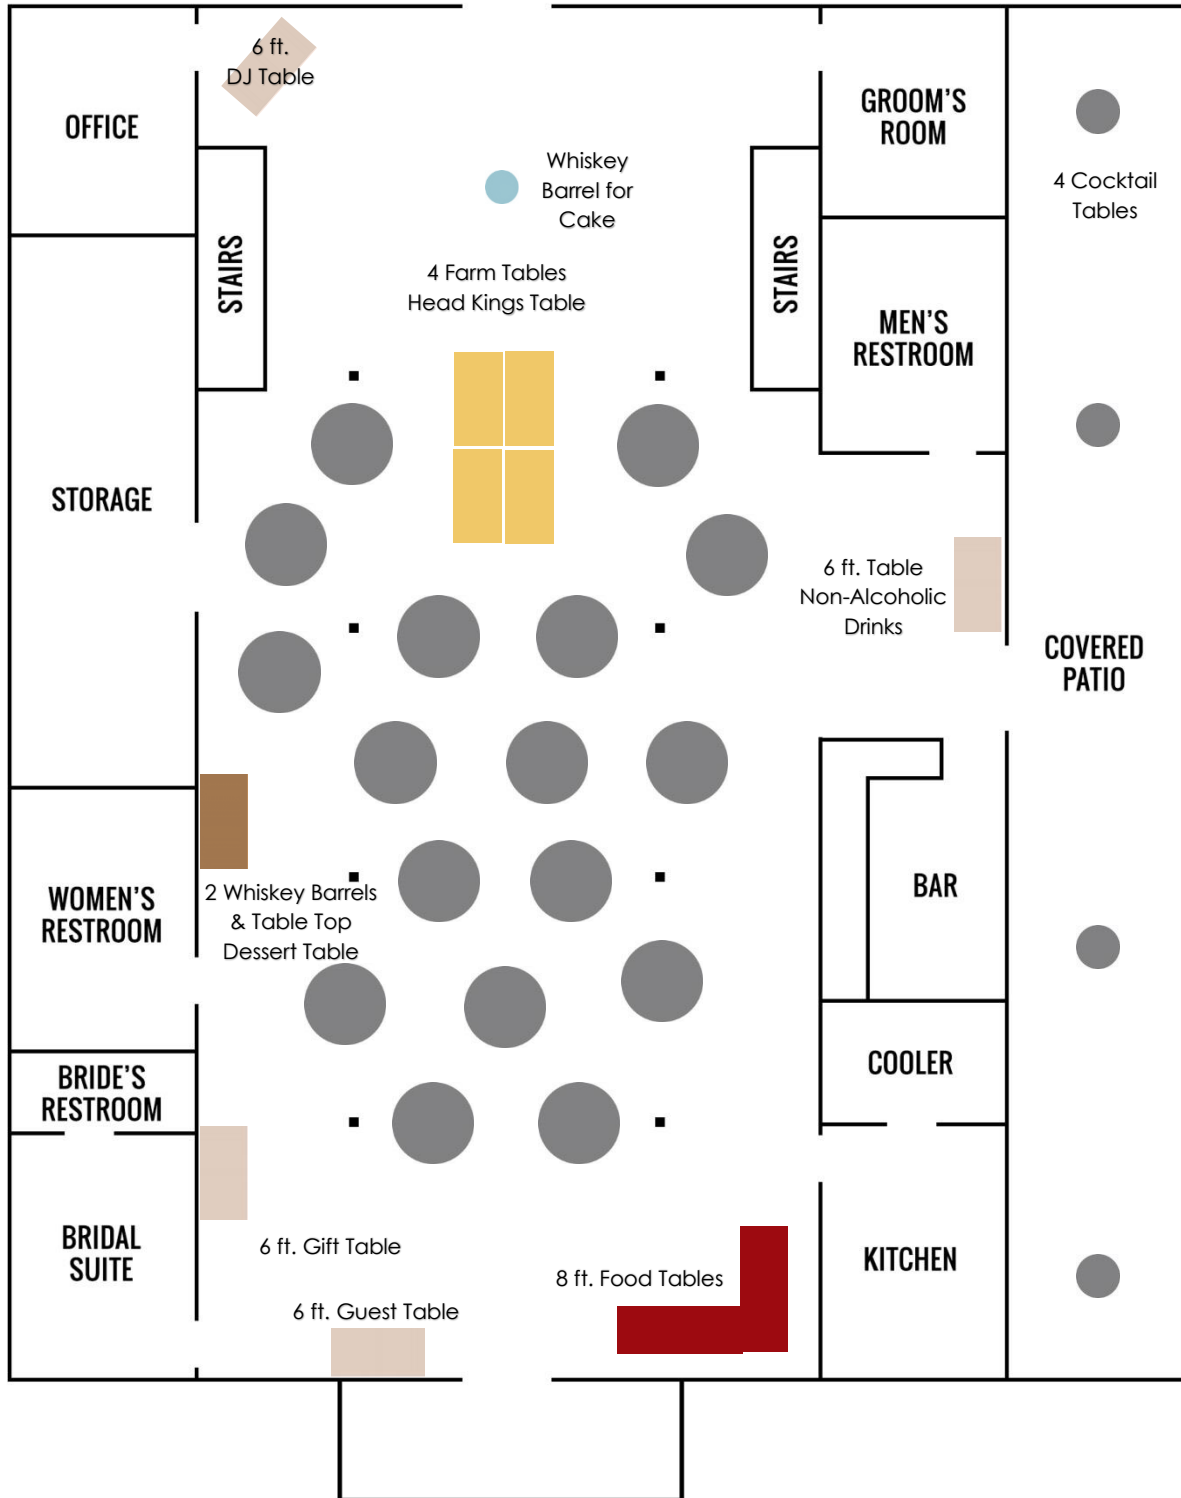 6 ft.
DJ Table
OFFICE
GROOM'S
ROOM
Whiskey
Barrel for
Cake
4 Cocktail
Tables
STAIRS
STAIRS
4 Farm Tables
Head Kings Table
MEN'S
RESTROOM
STORAGE
6 ft. Table
Non-Alcoholic
Drinks
COVERED
PATIO
2 Whiskey Barrels
& Table Top
Dessert Table
WOMEN'S
RESTROOM
BAR
COOLER
BRIDE'S
RESTROOM
BRIDAL
SUITE
6 ft. Gift Table
8 ft. Food Tables
KITCHEN
6 ft. Guest Table